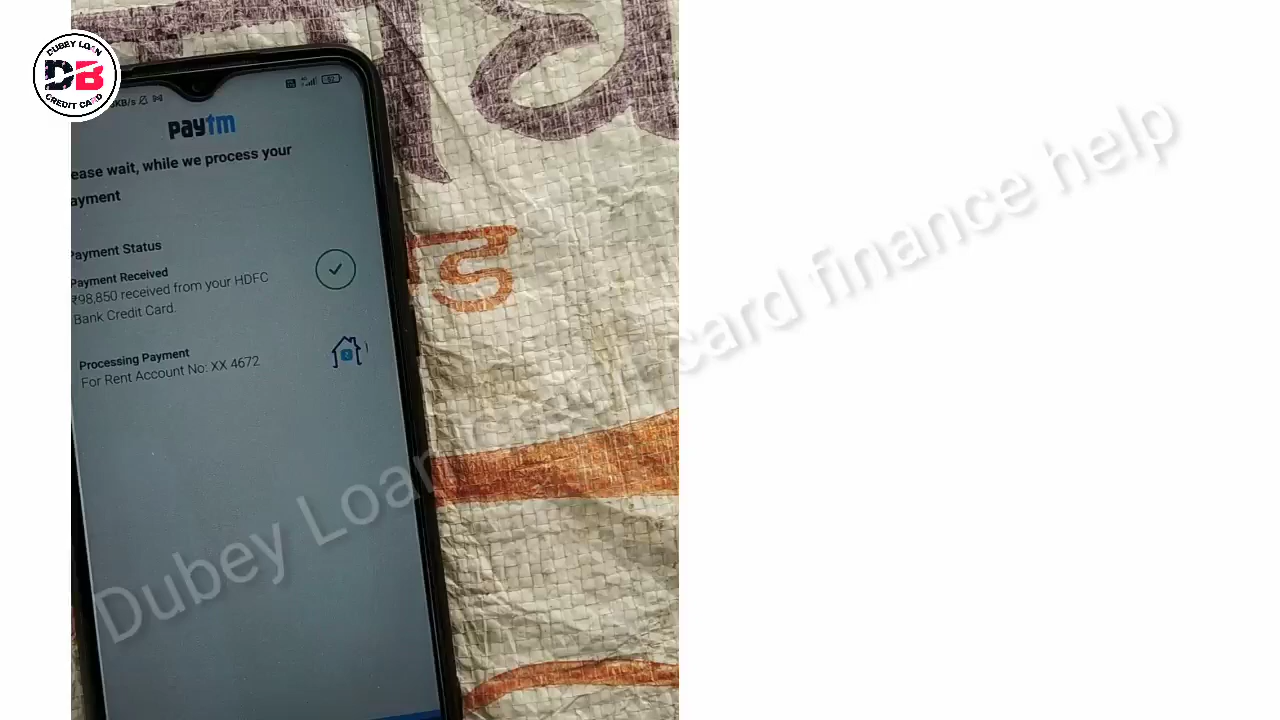 DUBEY LOAN
DB
CREDIT CARD
KB/s
paytm
ease wait, while we process your
ayment
Payment Status
Payment Received
₹98,850 received from your HDFC
Bank Credit Card.
Processing Payment
For Rent Account No: XX 4672
ड
Dubey Loan card finance help